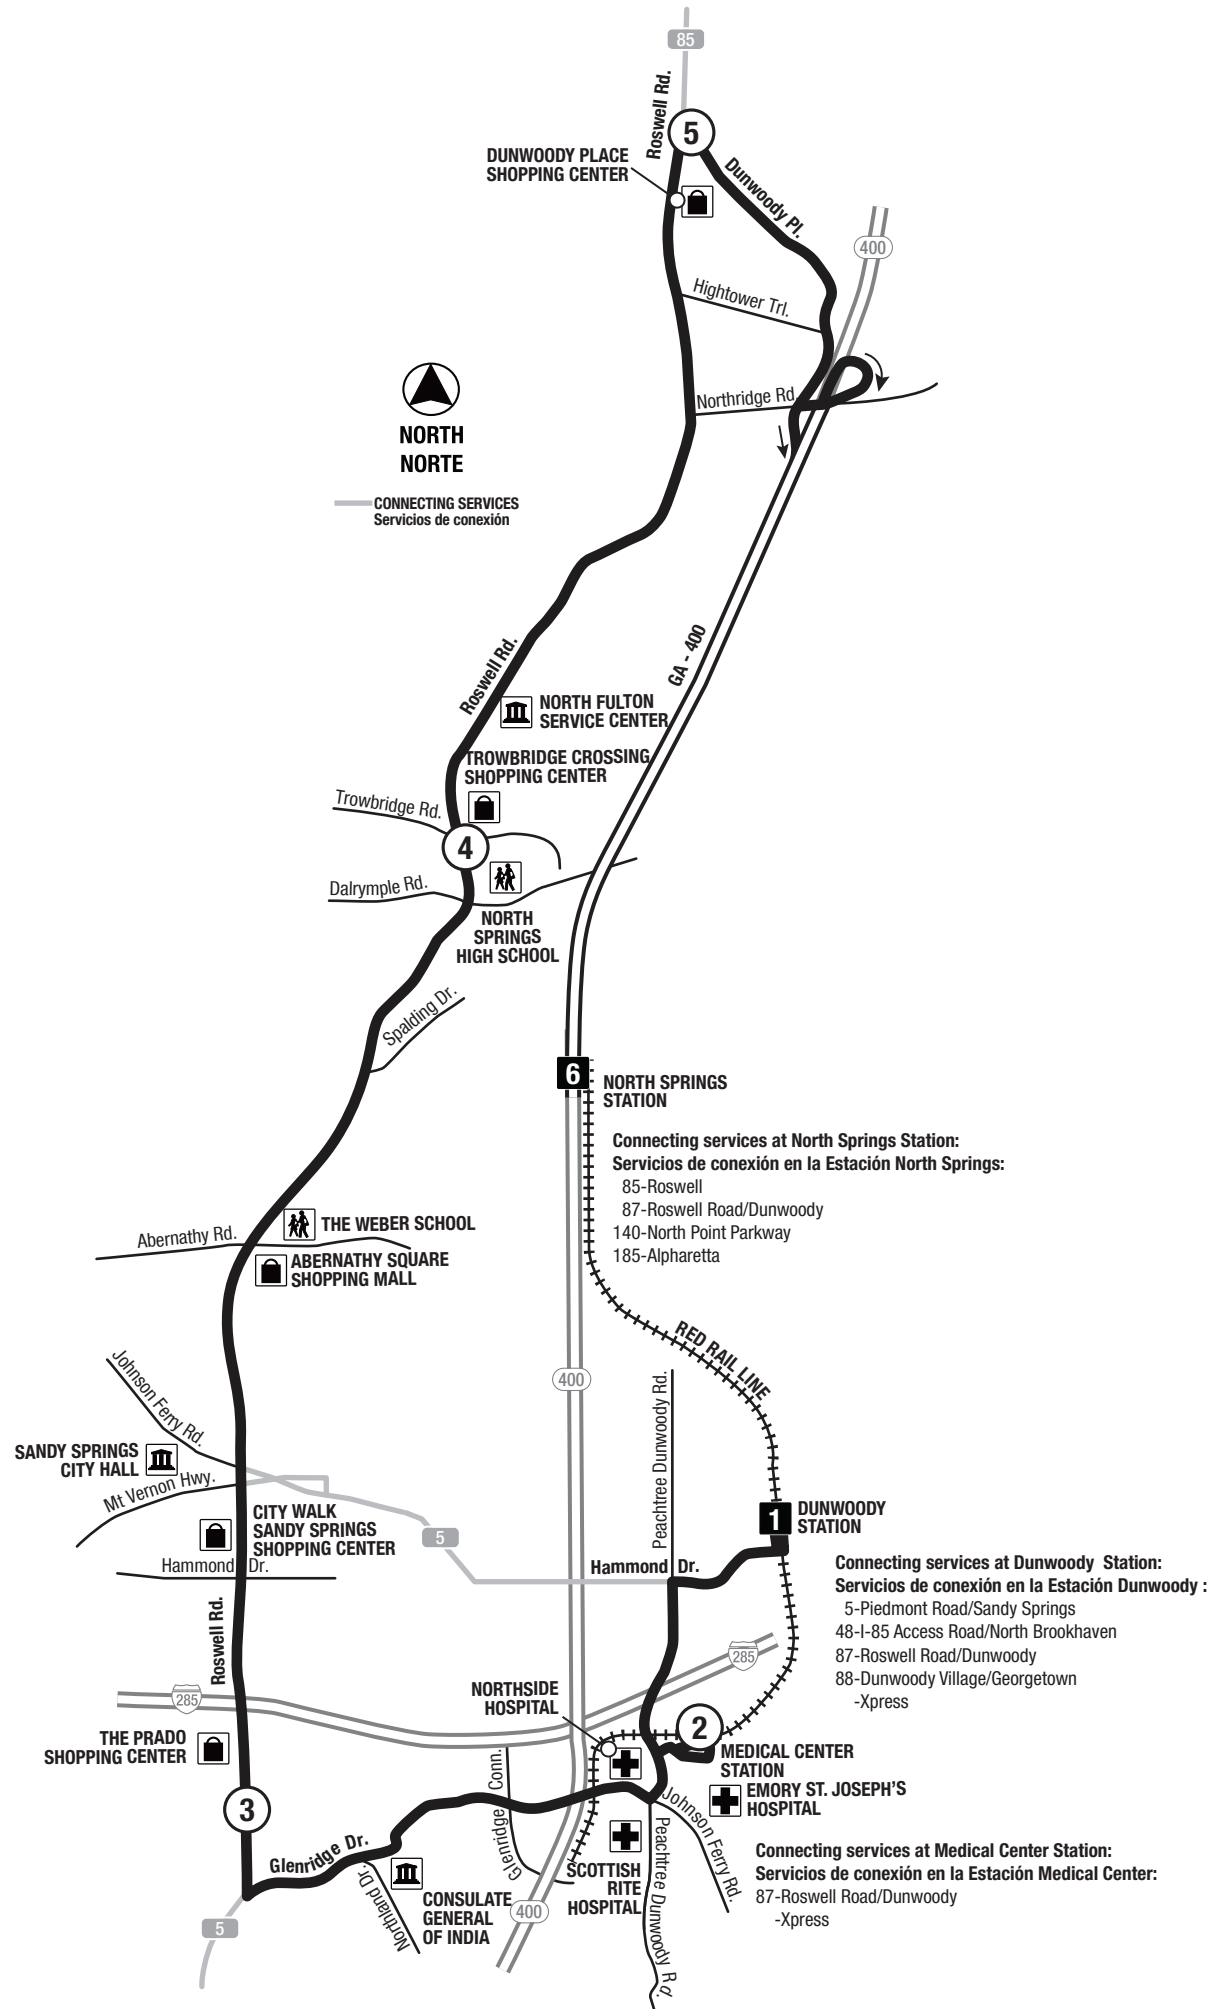 85
Roswell Rd.
5
DUNWOODY PLACE
SHOPPING CENTER
Dunwoody Pl.
400
Hightower Trl.
Northridge Rd.
NORTH
NORTE
CONNECTING SERVICES
Servicios de conexión
GA - 400
Roswell Rd.
NORTH FULTON
SERVICE CENTER
TROWBRIDGE CROSSING
SHOPPING CENTER
Trowbridge Rd.
4
Dalrymple Rd.
NORTH
SPRINGS
HIGH SCHOOL
Spalding Dr.
6
NORTH SPRINGS
STATION
Connecting services at North Springs Station:
Servicios de conexión en la Estación North Springs:
85-Roswell
87-Roswell Road/Dunwoody
140-North Point Parkway
185-Alpharetta
THE WEBER SCHOOL
Abernathy Rd.
ABERNATHY SQUARE
SHOPPING MALL
RED RAIL LINE
Johnson Ferry Rd.
400
Peachtree Dunwoody Rd.
SANDY SPRINGS
CITY HALL
Mt Vernon Hwy.
CITY WALK
SANDY SPRINGS
SHOPPING CENTER
5
1
DUNWOODY
STATION
Hammond Dr.
Hammond Dr.
Connecting services at Dunwoody Station:
Servicios de conexión en la Estación Dunwoody :
5-Piedmont Road/Sandy Springs
48-I-85 Access Road/North Brookhaven
87-Roswell Road/Dunwoody
88-Dunwoody Village/Georgetown
-Xpress
Roswell Rd.
285
285
NORTHSIDE
HOSPITAL
2
THE PRADO
SHOPPING CENTER
MEDICAL CENTER
STATION
EMORY ST. JOSEPH'S
HOSPITAL
3
Glenridge Conn.
Johnson Ferry Rd.
Glenridge Dr.
Northland Dr.
CONSULATE
GENERAL
OF INDIA
SCOTTISH
RITE
HOSPITAL
Peachtree Dunwoody Rd.
400
5
Connecting services at Medical Center Station:
Servicios de conexión en la Estación Medical Center:
87-Roswell Road/Dunwoody
-Xpress